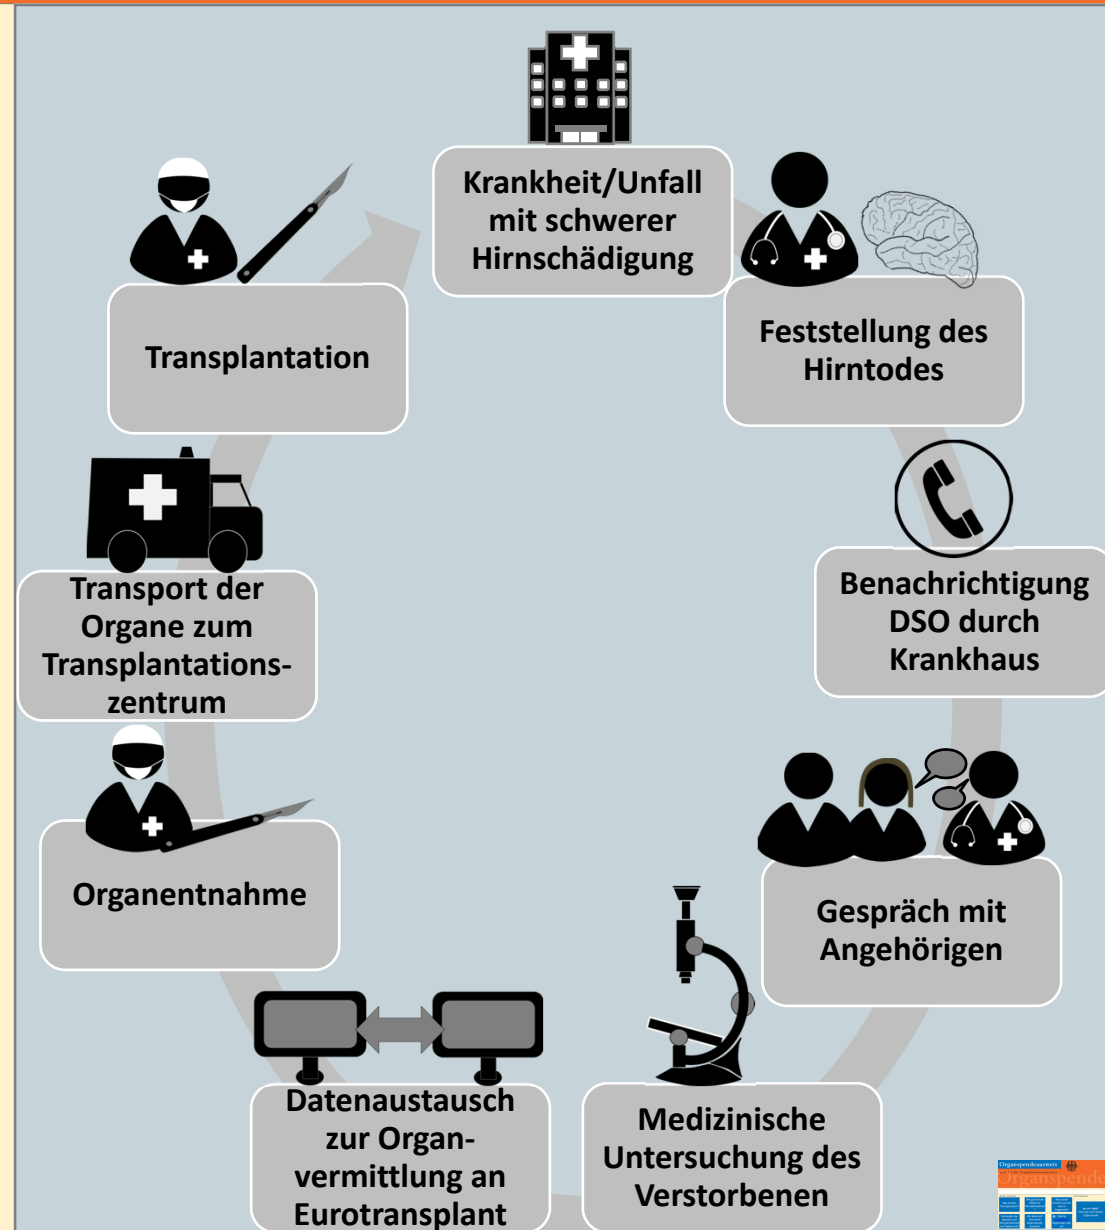 Krankheit/Unfall
mit schwerer
Hirnschädigung
Feststellung des
Hirntodes
Benachrichtigung
DSO durch
Krankhaus
Gespräch mit
Angehörigen
Medizinische
Untersuchung des
Verstorbenen
Datenaustausch
zur Organ-
vermittlung an
Eurotransplant
Organentnahme
Transport der
Organe zum
Transplantations-
zentrum
Transplantation
Organspendeausweis
Organspende